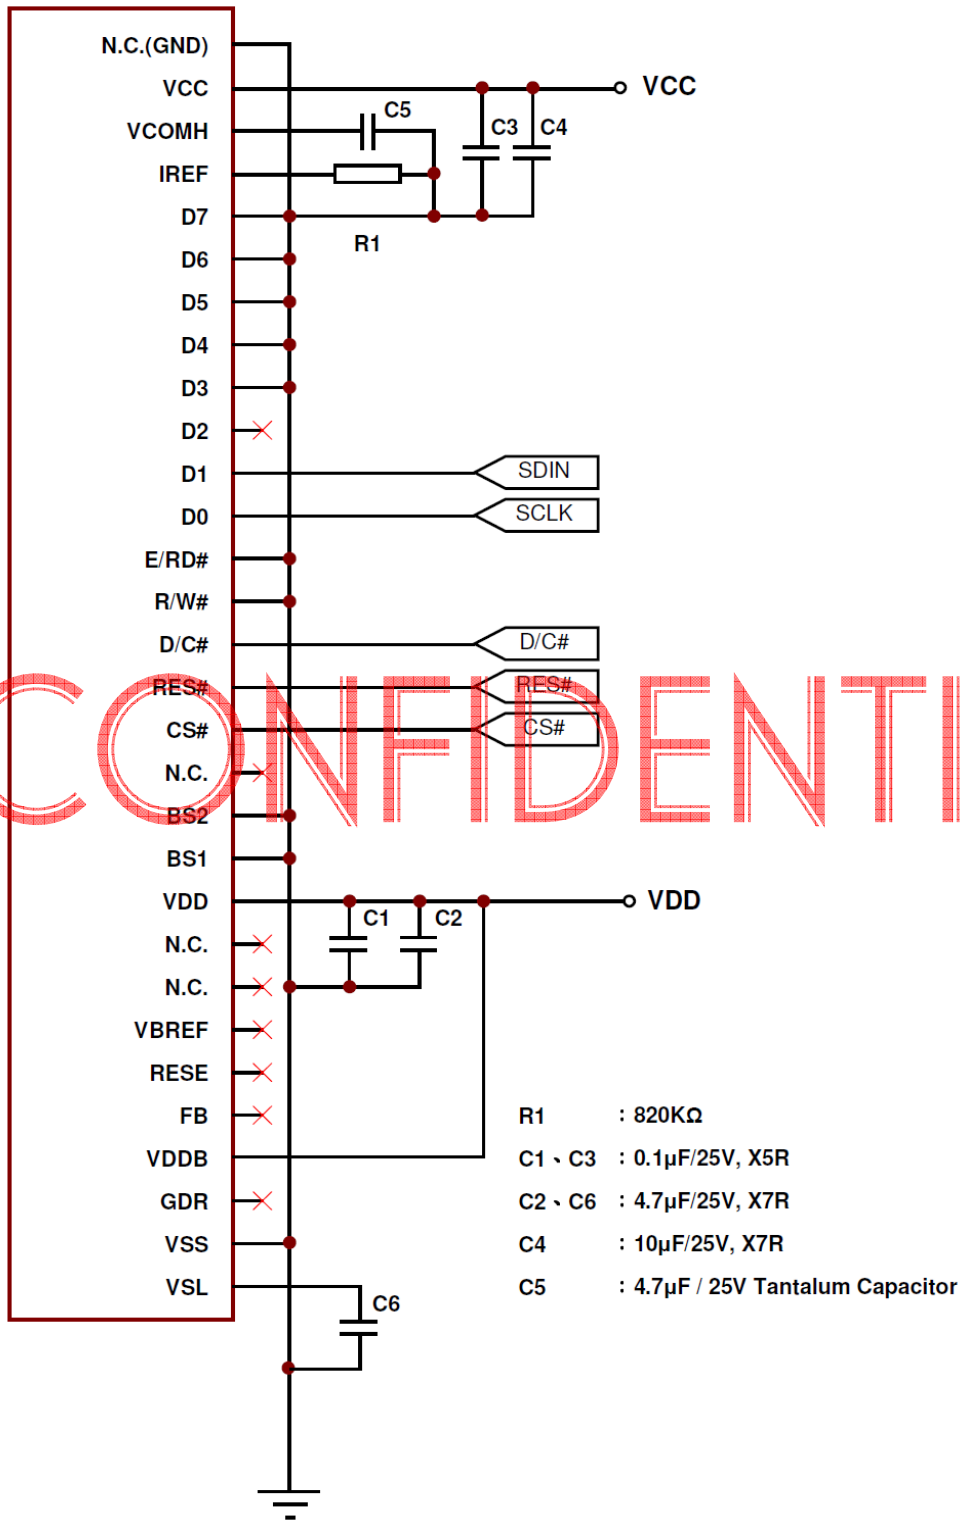 N.C.(GND)
VCC
VCC
C5
VCOMH
C3
C4
IREF
D7
R1
D6
D5
D4
D3
D2
D1
SDIN
D0
SCLK
E/RD#
R/W#
D/C#
D/C#
RES#
RES#
CONFIDENTI
CS#
CS#
N.C.
BS2
BS1
VDD
VDD
C1
C2
N.C.
N.C.
VBREF
RESE
FB
R1 : 820KΩ
VDDB
C1、C3 : 0.1µF/25V, X5R
GDR
C2、C6 : 4.7µF/25V, X7R
VSS
C4 : 10µF/25V, X7R
VSL
C5 : 4.7µF / 25V Tantalum Capacitor
C6